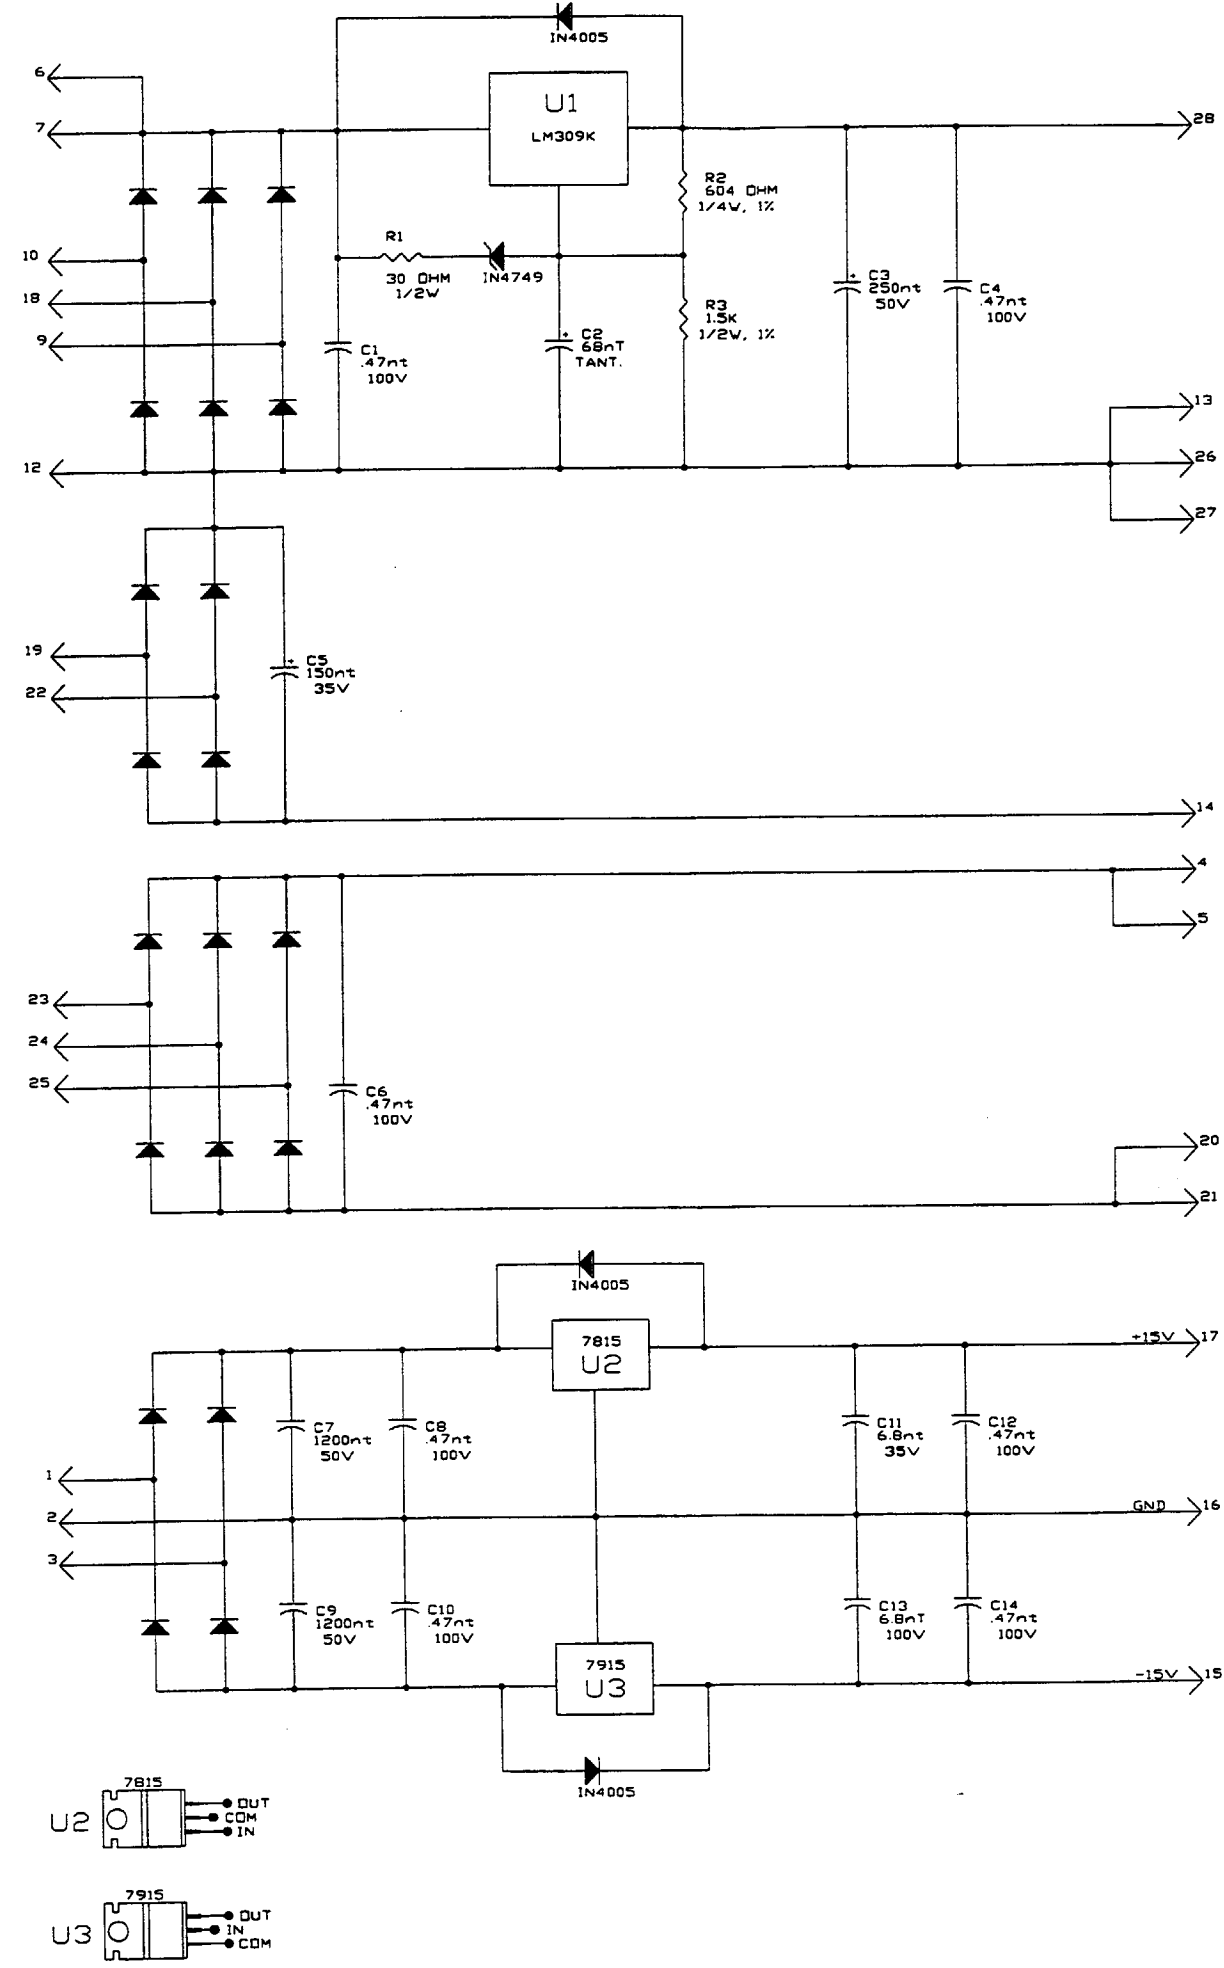 IN4005
6
7
U1
LM309K
28
R2
604 OHM
1/4W, 1%
R1
30 OHM
1/2W
IN4749
10
18
9
C3
250nt
50V
C4
.47nt
100V
R3
1.5K
1/2W, 1%
C2
68nT
TANT.
C1
.47nt
100V
13
12
26
27
19
22
C5
150nt
35V
14
4
5
23
24
25
C6
.47nt
100V
20
21
IN4005
7815
U2
+15V
17
C7
1200nt
50V
C8
.47nt
100V
C11
6.8nt
35V
C12
.47nt
100V
1
2
3
GND
16
C9
1200nt
50V
C10
.47nt
100V
C13
6.8nT
100V
C14
.47nt
100V
7915
U3
-15V
15
IN4005
7815
U2
OUT
COM
IN
7915
U3
OUT
IN
COM